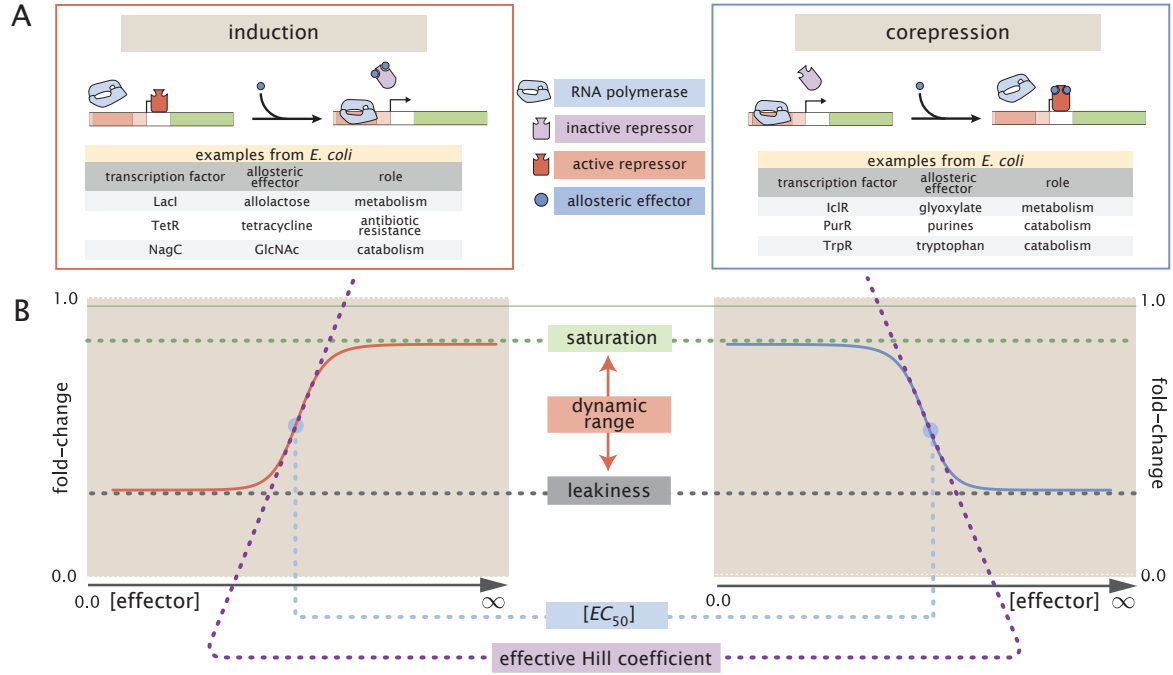 A
induction
RNA polymerase
inactive repressor
active repressor
allosteric effector
examples from E. coli
transcription factor allosteric effector role
LacI allolactose metabolism
TetR tetracycline antibiotic resistance
NagC GlcNAc catabolism
corepression
examples from E. coli
transcription factor allosteric effector role
IclR glyoxylate metabolism
PurR purines catabolism
TrpR tryptophan catabolism
B
1.0
fold-change
0.0
0.0 [effector] ∞
saturation
dynamic
range
leakiness
[EC50]
effective Hill coefficient
1.0
fold-change
0.0
0.0 [effector] ∞